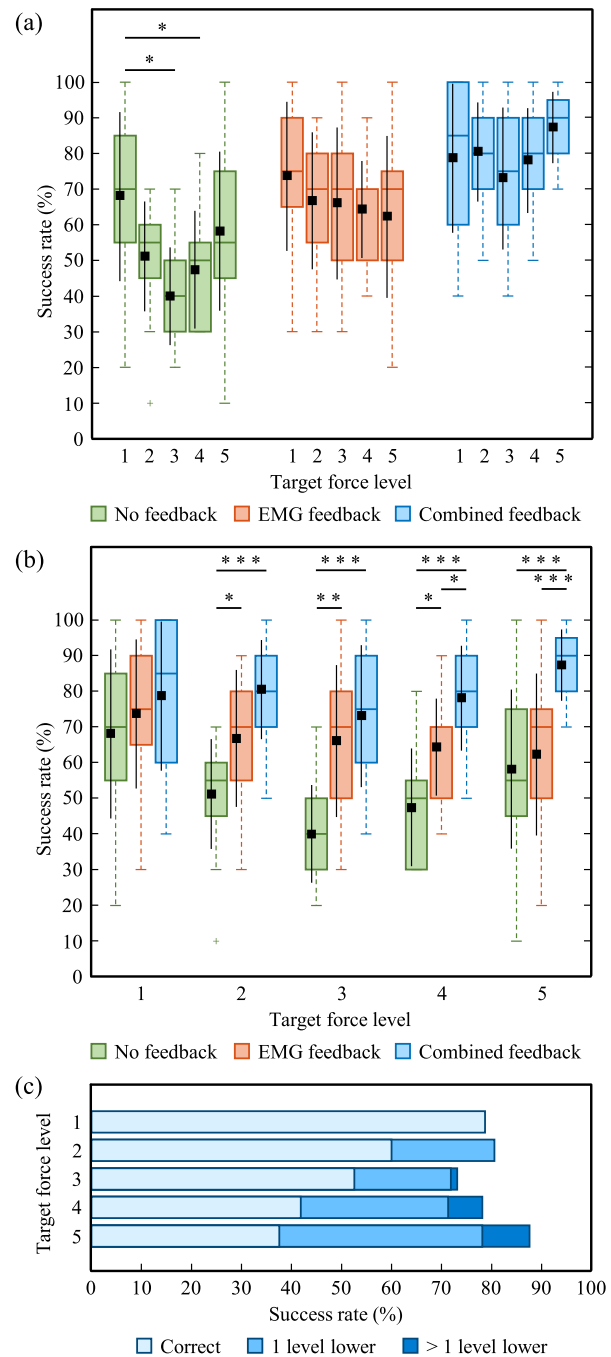 (a)
*
*
100
90
80
70
60
50
40
30
20
10
0
Success rate (%)
1 2 3 4 5 1 2 3 4 5 1 2 3 4 5
Target force level
No feedback EMG feedback Combined feedback
(b)
* * * * * * * * * * * *
* * * * * * * *
100
90
80
70
60
50
40
30
20
10
0
Success rate (%)
1 2 3 4 5
Target force level
No feedback EMG feedback Combined feedback
(c)
Target force level
1
2
3
4
5
0 10 20 30 40 50 60 70 80 90 100
Success rate (%)
Correct 1 level lower > 1 level lower